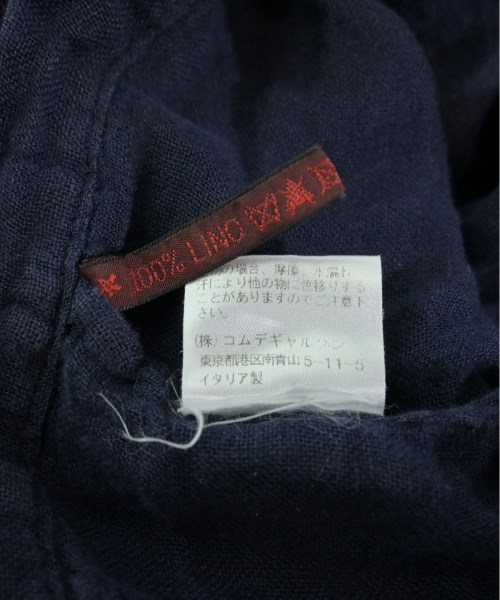 100% LINO
の場合、摩擦、水濡れ、
汗により他の物に色移りする
ことがありますのでご注意下
さい。
(株) コムデギャルソン
東京都港区南青山5-11-5
イタリア製